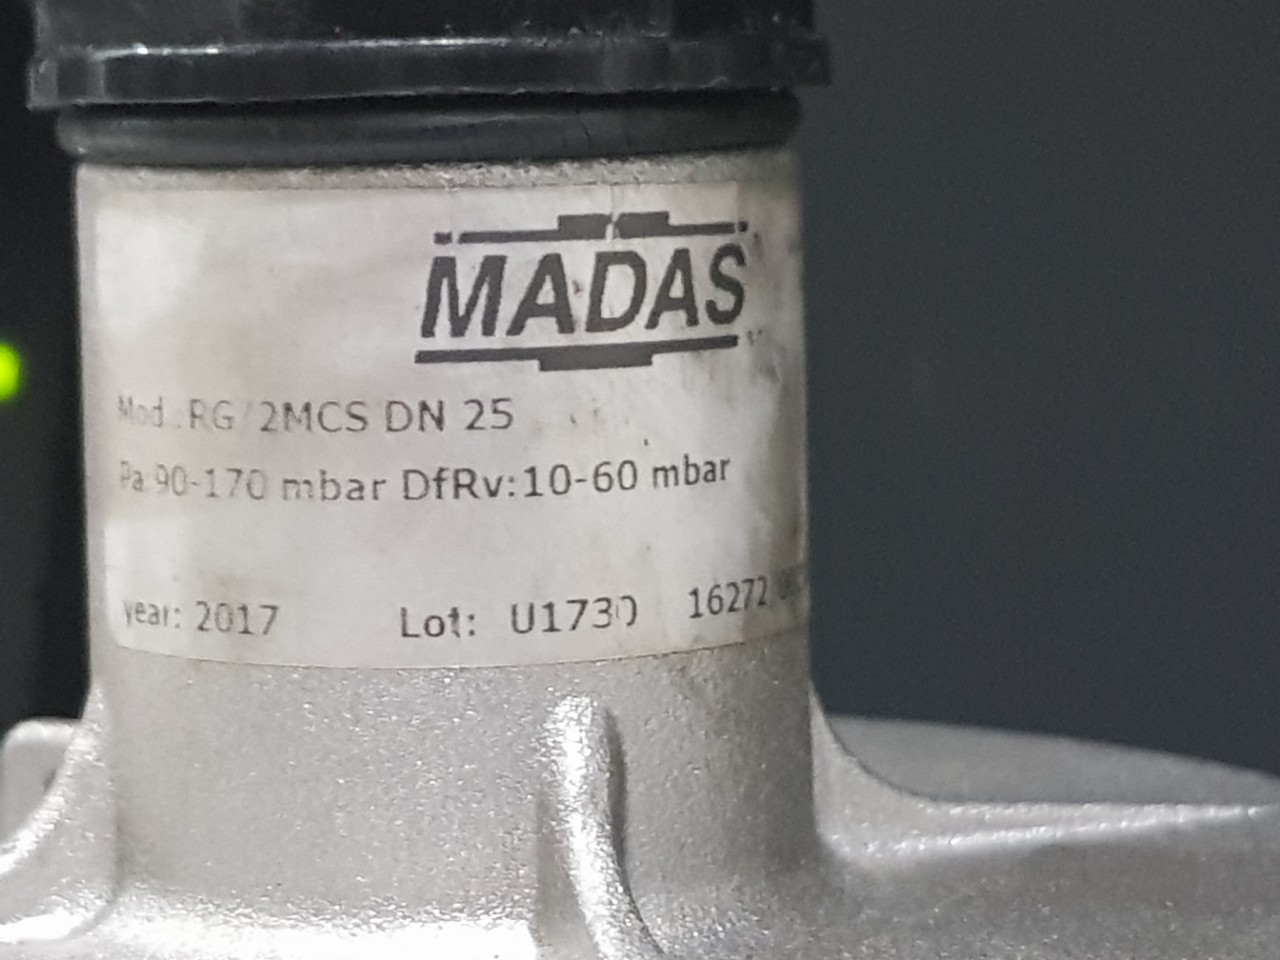 MADAS
Mod.: RG/2MCS DN 25
Pa:90-170 mbar DfRv:10-60 mbar
year: 2017 Lot: U1730 16272